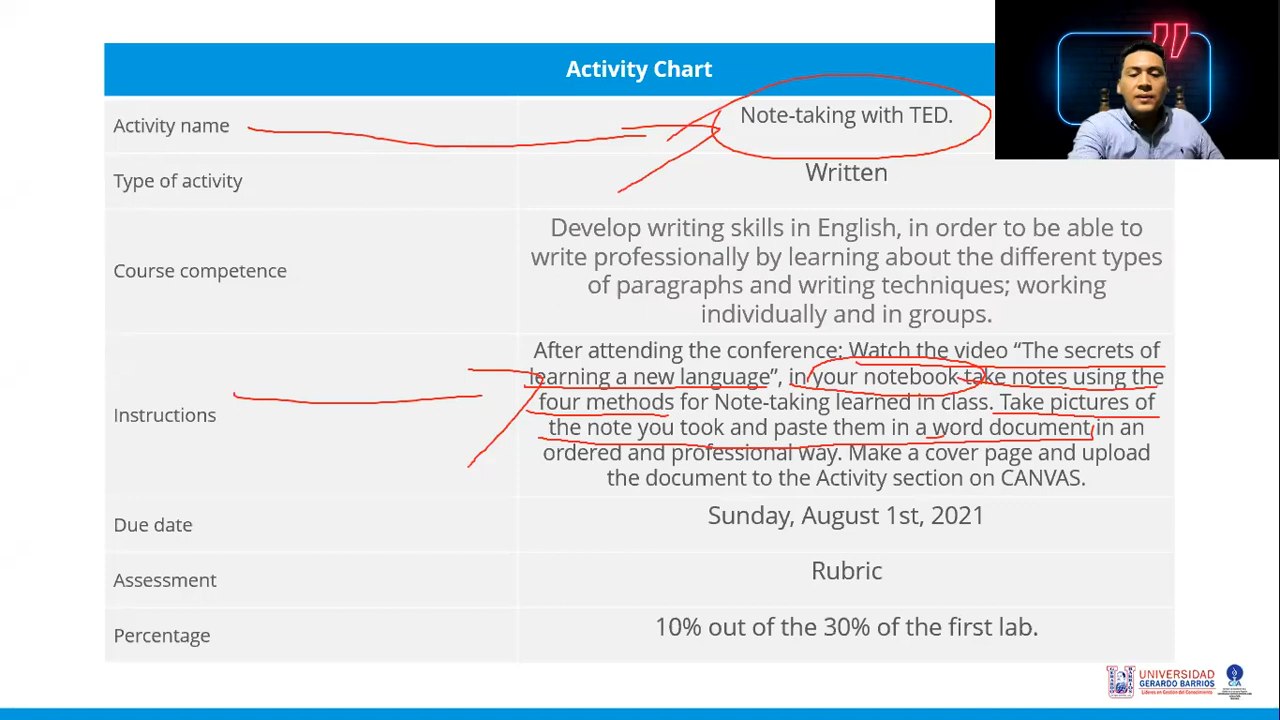 Activity Chart
Activity name
Note-taking with TED.
Type of activity
Written
Course competence
Develop writing skills in English, in order to be able to
write professionally by learning about the different types
of paragraphs and writing techniques; working
individually and in groups.
Instructions
After attending the conference: Watch the video “The secrets of
learning a new language”, in your notebook take notes using the
four methods for Note-taking learned in class. Take pictures of
the note you took and paste them in a word document in an
ordered and professional way. Make a cover page and upload
the document to the Activity section on CANVAS.
Due date
Sunday, August 1st, 2021
Assessment
Rubric
Percentage
10% out of the 30% of the first lab.
UNIVERSIDAD
GERARDO BARRIOS
Líderes en Gestión del Conocimiento